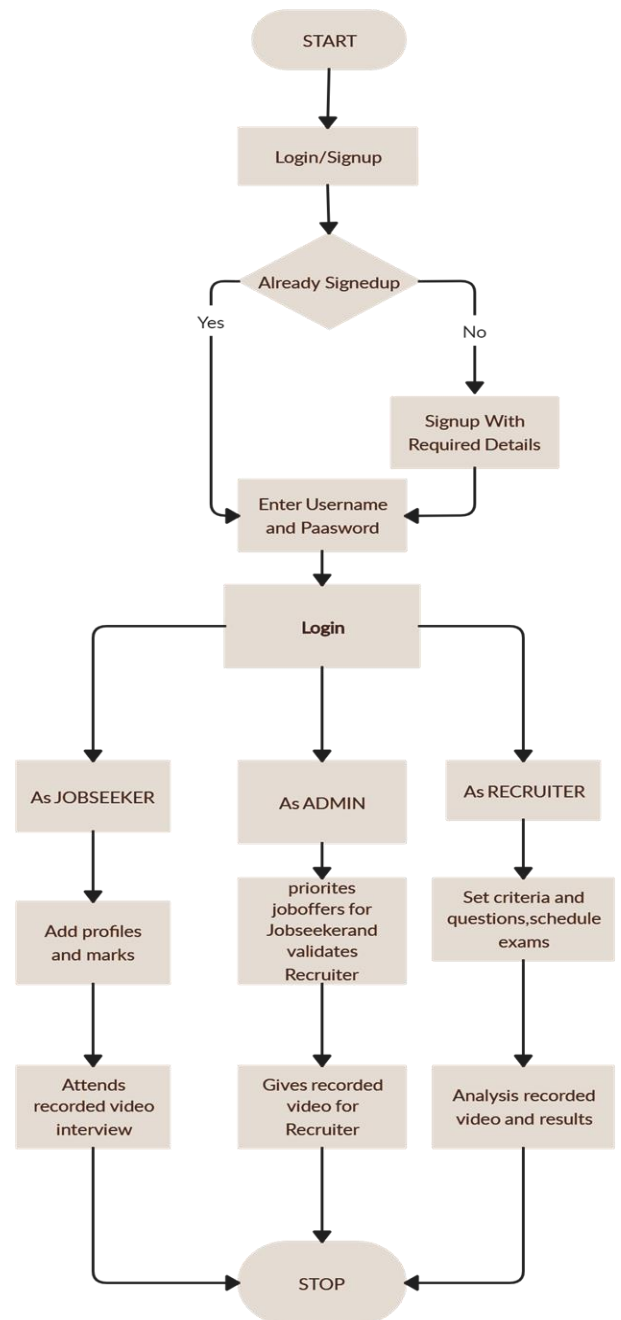 START
Login/Signup
Already Signedup
Yes
No
Signup With
Required Details
Enter Username
and Paasword
Login
As JOBSEEKER
As ADMIN
As RECRUITER
Add profiles
and marks
priorites
joboffers for
Jobseekerand
validates
Recruiter
Set criteria and
questions,schedule
exams
Attends
recorded video
interview
Gives recorded
video for
Recruiter
Analysis recorded
video and results
STOP